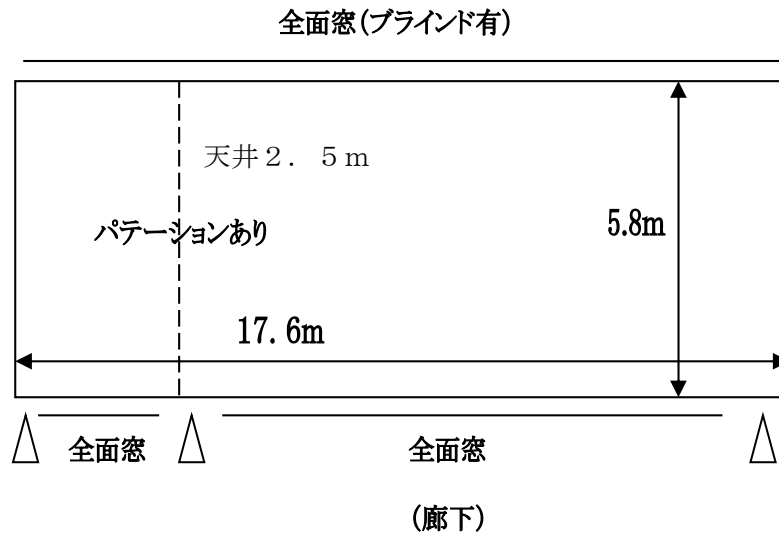 全面窓(ブラインド有)
天井２．５ｍ
パテーションあり
5.8m
17.6m
全面窓
全面窓
(廊下)